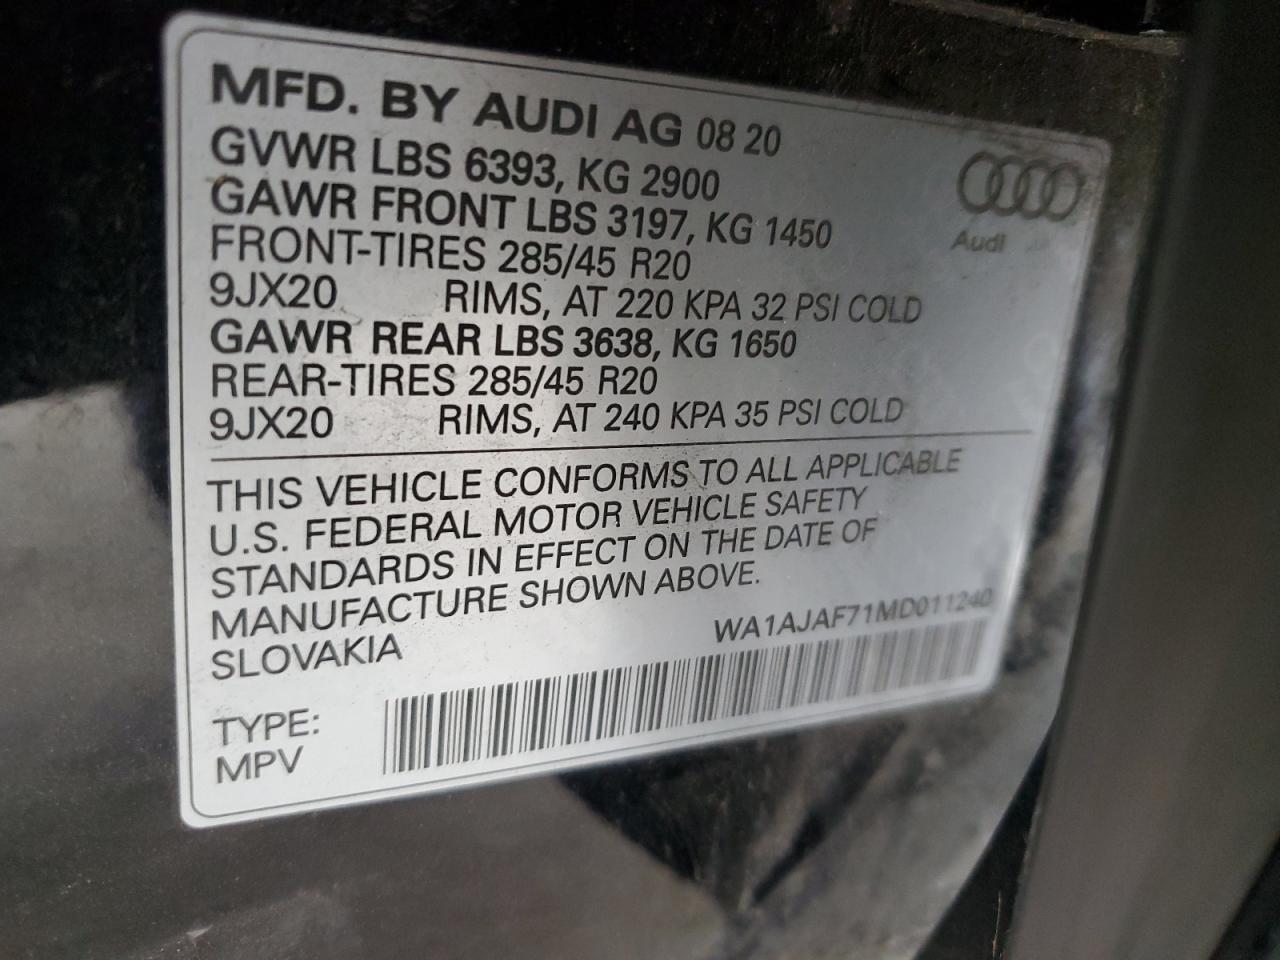 MFD. BY AUDI AG 08 20
GVWR LBS 6393, KG 2900
GAWR FRONT LBS 3197, KG 1450
FRONT-TIRES 285/45 R20
9JX20 RIMS, AT 220 KPA 32 PSI COLD
GAWR REAR LBS 3638, KG 1650
REAR-TIRES 285/45 R20
9JX20 RIMS, AT 240 KPA 35 PSI COLD
Audi
THIS VEHICLE CONFORMS TO ALL APPLICABLE
U.S. FEDERAL MOTOR VEHICLE SAFETY
STANDARDS IN EFFECT ON THE DATE OF
MANUFACTURE SHOWN ABOVE.
SLOVAKIA
WA1AJAF71MD011240
TYPE:
MPV